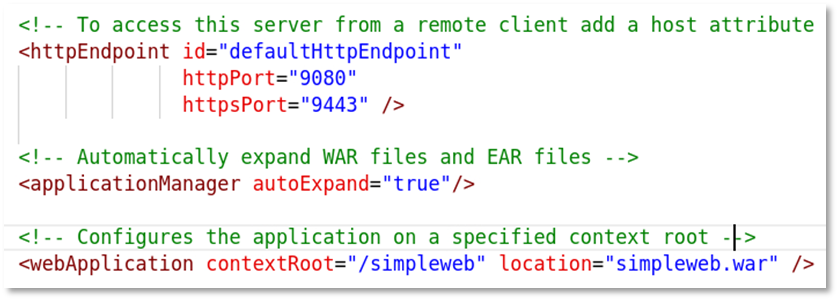 <!-- To access this server from a remote client add a host attribute
<httpEndpoint id="defaultHttpEndpoint"
httpPort="9080"
httpsPort="9443" />
<!-- Automatically expand WAR files and EAR files -->
<applicationManager autoExpand="true"/>
<!-- Configures the application on a specified context root -->
<webApplication contextRoot="/simpleweb" location="simpleweb.war" />